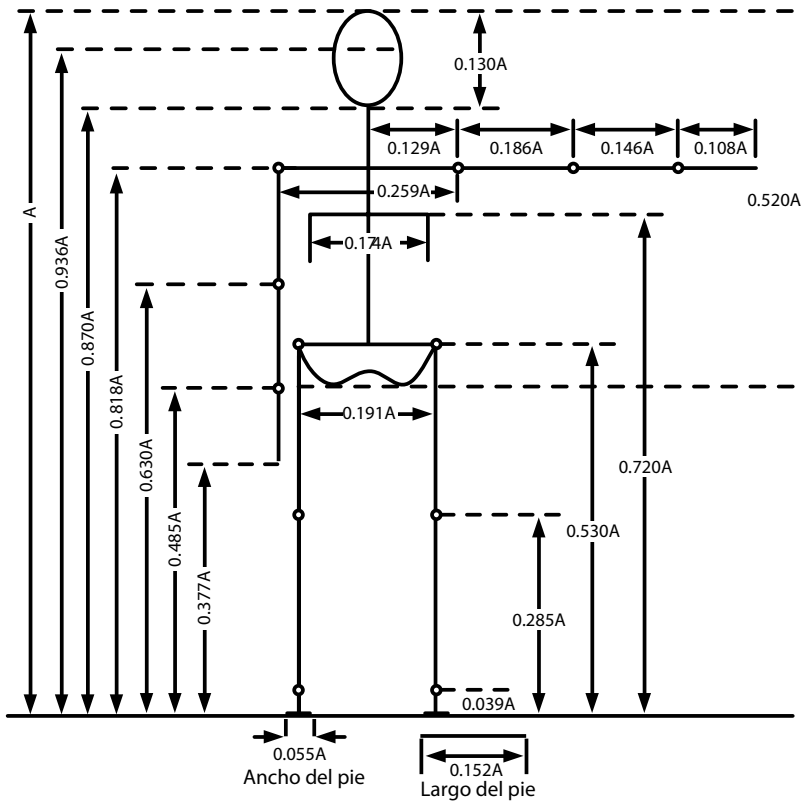 0.130A
0.129A
0.186A
0.146A
0.108A
0.259A
0.520A
A
0.174A
0.936A
0.870A
0.818A
0.630A
0.191A
0.720A
0.485A
0.530A
0.377A
0.285A
0.039A
0.055A
Ancho del pie
0.152A
Largo del pie